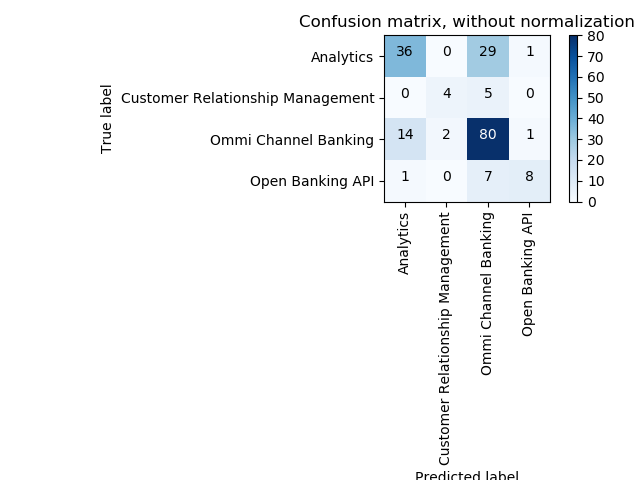 Confusion matrix, without normalization
True label
Analytics 36 0 29 1
Customer Relationship Management 0 4 5 0
Ommi Channel Banking 14 2 80 1
Open Banking API 1 0 7 8
Analytics
Customer Relationship Management
Ommi Channel Banking
Open Banking API
Predicted label
80
70
60
50
40
30
20
10
0